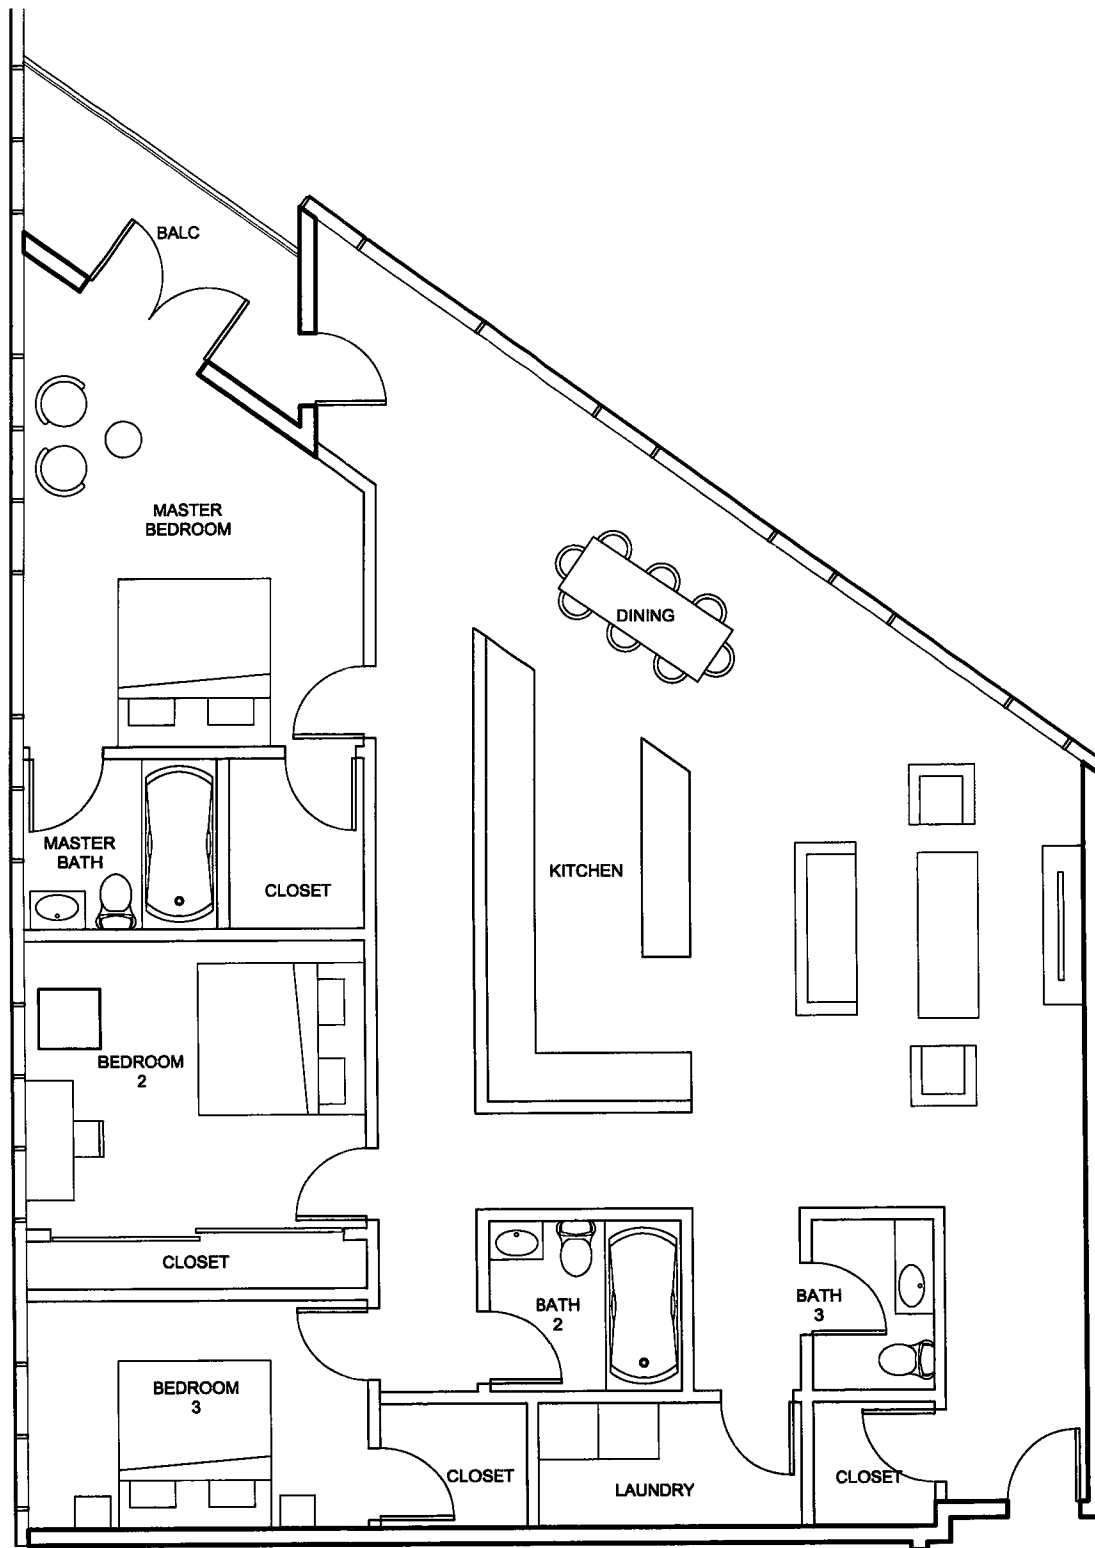 BALC
MASTER
BEDROOM
DINING
MASTER
BATH
CLOSET
KITCHEN
BEDROOM
2
CLOSET
BATH
2
BATH
3
BEDROOM
3
CLOSET
LAUNDRY
CLOSET